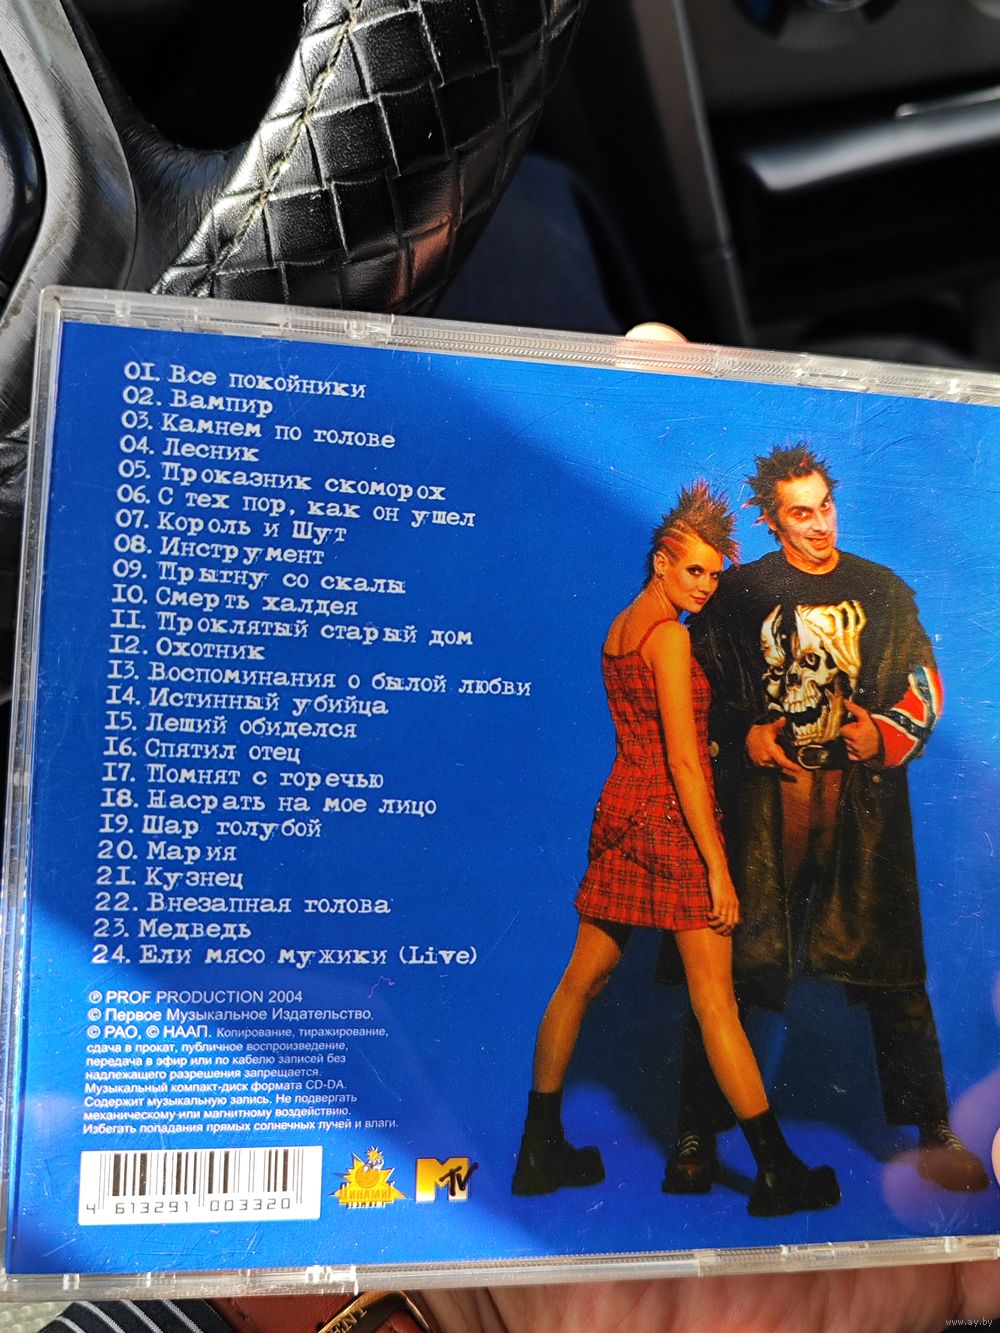 01. Все покойники
02. Вампир
03. Камнем по голове
04. Лесник
05. Проказник скоморох
06. С тех пор, как он ушел
07. Король и Шут
08. Инструмент
09. Прыгну со скалы
10. Смерть халдея
11. Проклятый старый дом
12. Охотник
13. Воспоминания о былой любви
14. Истинный убийца
15. Леший обиделся
16. Спятил отец
17. Помнят с горечью
18. Насрать на мое лицо
19. Шар голубой
20. Мария
21. Кузнец
22. Внезапная голова
23. Медведь
24. Ели мясо мужики (Live)
℗ PROF PRODUCTION 2004
© Первое Музыкальное Издательство,
© РАО, © НААП. Копирование, тиражирование,
сдача в прокат, публичное воспроизведение,
передача в эфир или по кабелю записей без
надлежащего разрешения запрещается.
Музыкальный компакт-диск формата CD-DA.
Содержит музыкальную запись. Не подвергать
механическому или магнитному воздействию.
Избегать попадания прямых солнечных лучей и влаги.
4 613291 003320
MTV
www.ay.by